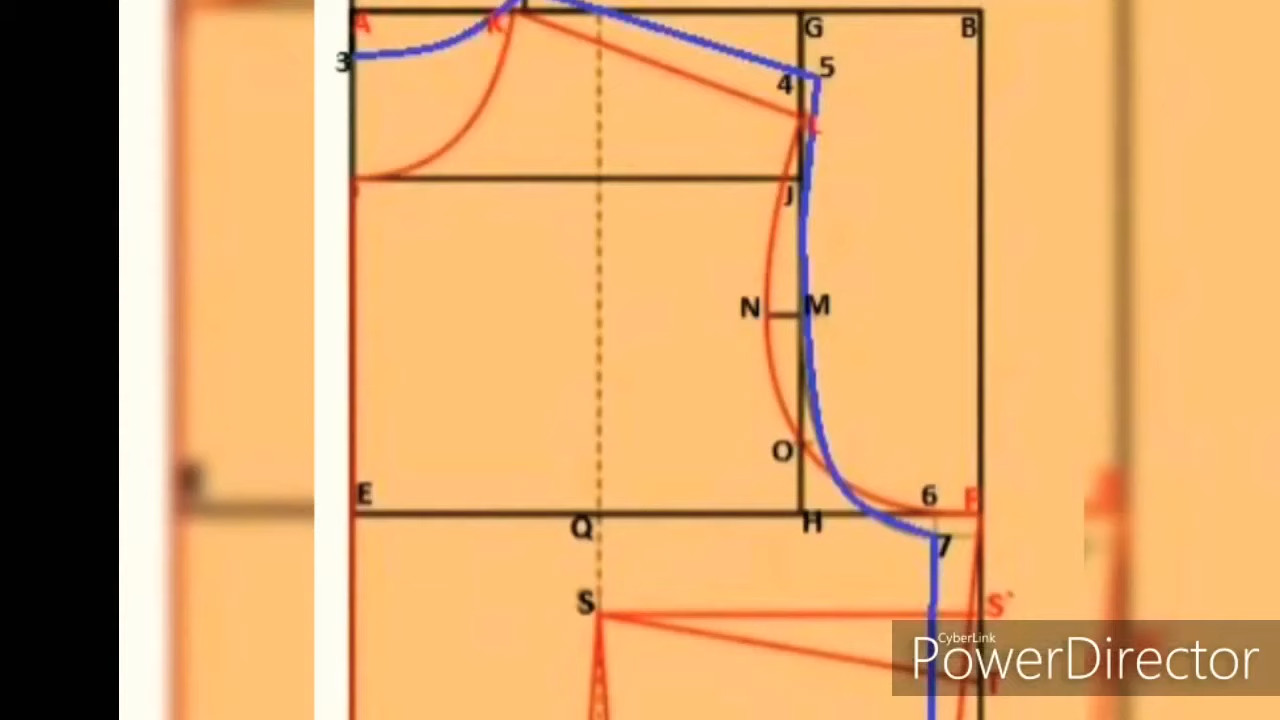 A K G B
3 4 5
L
J
N M
O
E 6 F
Q H 7
S S`
CyberLink
PowerDirector